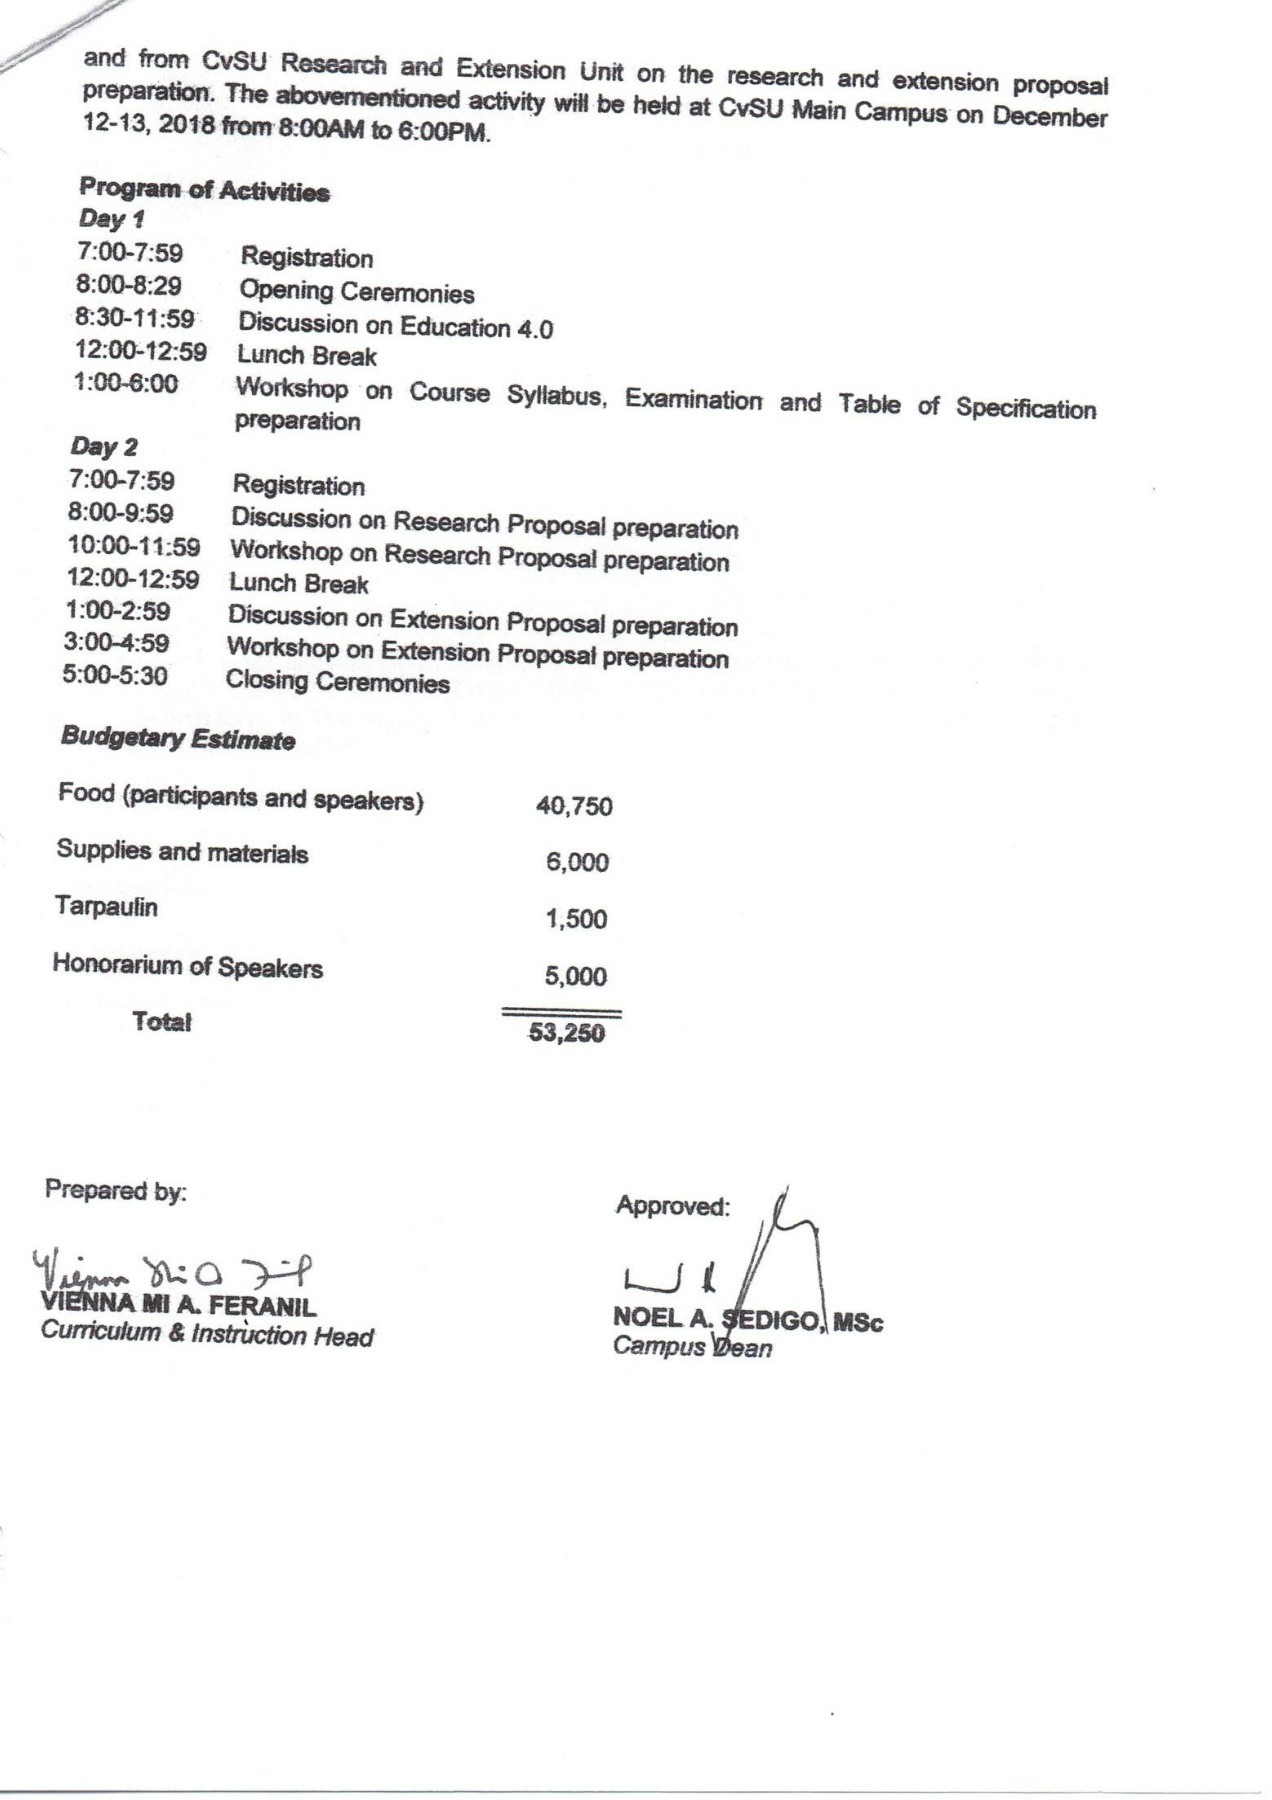 and from CvSU Research and Extension Unit on the research and extension proposal
preparation. The abovementioned activity will be held at CvSU Main Campus on December
12-13, 2018 from 8:00AM to 6:00PM.
Program of Activities
Day 1
7:00-7:59 Registration
8:00-8:29 Opening Ceremonies
8:30-11:59 Discussion on Education 4.0
12:00-12:59 Lunch Break
1:00-6:00 Workshop on Course Syllabus, Examination and Table of Specification
preparation
Day 2
7:00-7:59 Registration
8:00-9:59 Discussion on Research Proposal preparation
10:00-11:59 Workshop on Research Proposal preparation
12:00-12:59 Lunch Break
1:00-2:59 Discussion on Extension Proposal preparation
3:00-4:59 Workshop on Extension Proposal preparation
5:00-5:30 Closing Ceremonies
Budgetary Estimate
Food (participants and speakers) 40,750
Supplies and materials 6,000
Tarpaulin 1,500
Honorarium of Speakers 5,000
Total 53,250
Prepared by:
Approved:
VIENNA MI A. FERANIL
Curriculum & Instruction Head
NOEL A. SEDIGO, MSc
Campus Dean